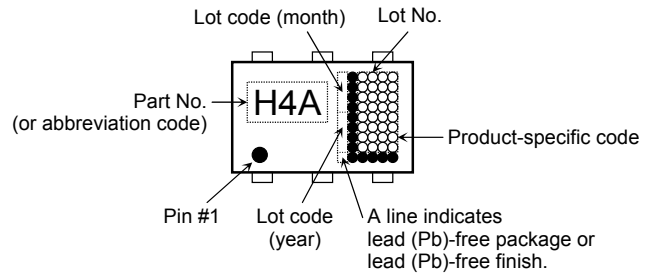 Lot code (month)
Lot No.
Part No.
(or abbreviation code)
H4A
Product-specific code
Pin #1
Lot code
(year)
A line indicates
lead (Pb)-free package or
lead (Pb)-free finish.